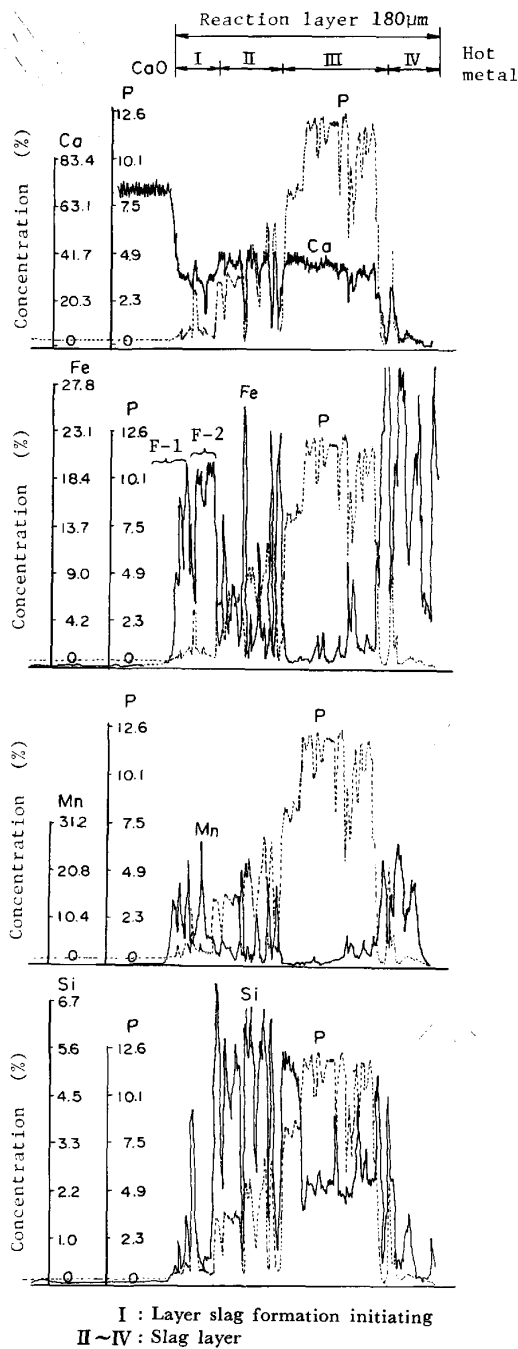 Reaction layer 180μm
I II III IV
CaO
Hot metal
Concentration (%)
Ca
83.4
63.1
41.7
20.3
0
P
12.6
10.1
7.5
4.9
2.3
0
P
Ca
Concentration (%)
Fe
27.8
23.1
18.4
13.7
9.0
4.2
0
P
12.6
10.1
7.5
4.9
2.3
0
F-1
F-2
Fe
P
Concentration (%)
Mn
31.2
20.8
10.4
0
P
12.6
10.1
7.5
4.9
2.3
0
Mn
P
Concentration (%)
Si
6.7
5.6
4.5
3.3
2.2
1.0
0
P
12.6
10.1
7.5
4.9
2.3
0
Si
P
I : Layer slag formation initiating
II~IV : Slag layer